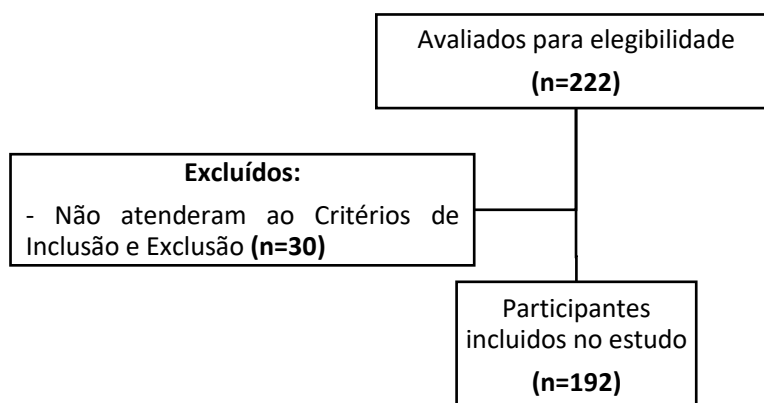 Avaliados para elegibilidade
(n=222)
Excluídos:
- Não atenderam ao Critérios de
Inclusão e Exclusão (n=30)
Participantes
incluidos no estudo
(n=192)